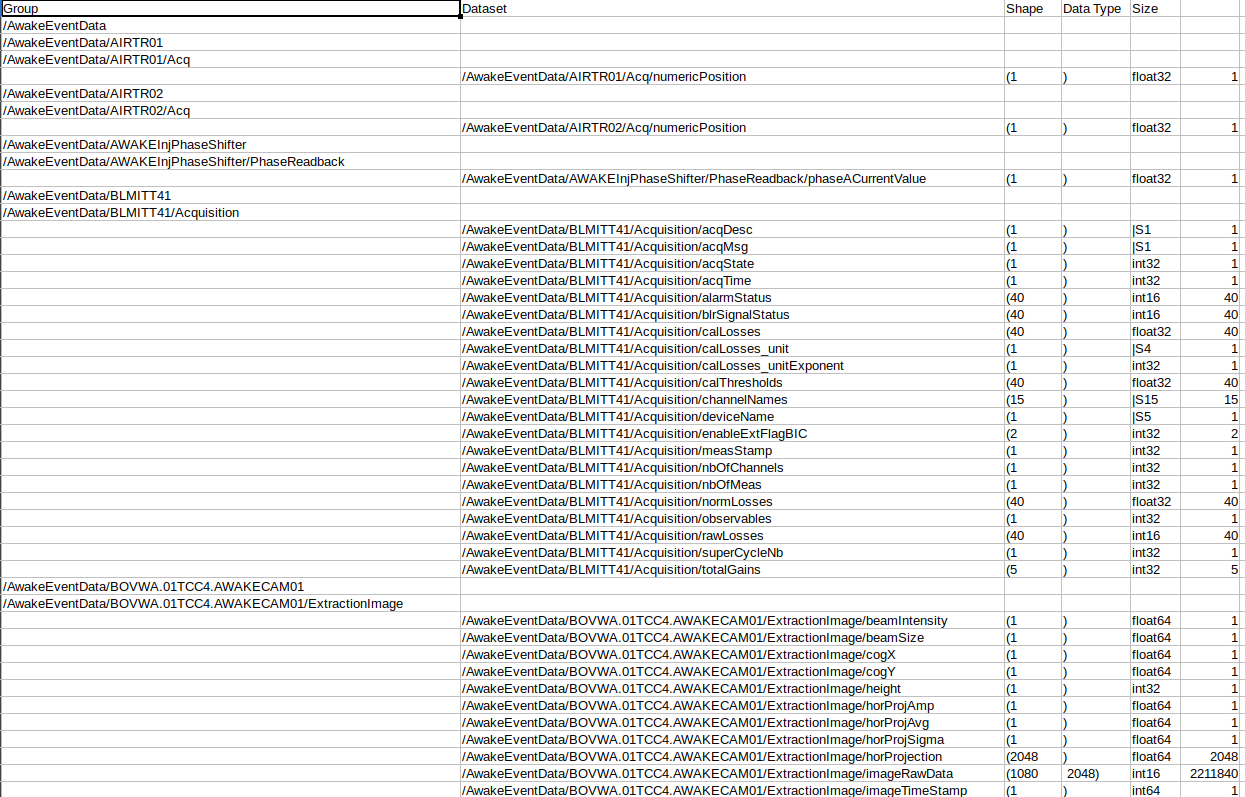 Group Dataset Shape Data Type Size
/AwakeEventData
/AwakeEventData/AIRTR01
/AwakeEventData/AIRTR01/Acq
/AwakeEventData/AIRTR01/Acq/numericPosition (1 ) float32 1
/AwakeEventData/AIRTR02
/AwakeEventData/AIRTR02/Acq
/AwakeEventData/AIRTR02/Acq/numericPosition (1 ) float32 1
/AwakeEventData/AWAKEInjPhaseShifter
/AwakeEventData/AWAKEInjPhaseShifter/PhaseReadback
/AwakeEventData/AWAKEInjPhaseShifter/PhaseReadback/phaseACurrentValue (1 ) float32 1
/AwakeEventData/BLMITT41
/AwakeEventData/BLMITT41/Acquisition
/AwakeEventData/BLMITT41/Acquisition/acqDesc (1 ) |S1 1
/AwakeEventData/BLMITT41/Acquisition/acqMsg (1 ) |S1 1
/AwakeEventData/BLMITT41/Acquisition/acqState (1 ) int32 1
/AwakeEventData/BLMITT41/Acquisition/acqTime (1 ) int32 1
/AwakeEventData/BLMITT41/Acquisition/alarmStatus (40 ) int16 40
/AwakeEventData/BLMITT41/Acquisition/blrSignalStatus (40 ) int16 40
/AwakeEventData/BLMITT41/Acquisition/calLosses (40 ) float32 40
/AwakeEventData/BLMITT41/Acquisition/calLosses_unit (1 ) |S4 1
/AwakeEventData/BLMITT41/Acquisition/calLosses_unitExponent (1 ) int32 1
/AwakeEventData/BLMITT41/Acquisition/calThresholds (40 ) float32 40
/AwakeEventData/BLMITT41/Acquisition/channelNames (15 ) |S15 15
/AwakeEventData/BLMITT41/Acquisition/deviceName (1 ) |S5 1
/AwakeEventData/BLMITT41/Acquisition/enableExtFlagBIC (2 ) int32 2
/AwakeEventData/BLMITT41/Acquisition/measStamp (1 ) int32 1
/AwakeEventData/BLMITT41/Acquisition/nbOfChannels (1 ) int32 1
/AwakeEventData/BLMITT41/Acquisition/nbOfMeas (1 ) int32 1
/AwakeEventData/BLMITT41/Acquisition/normLosses (40 ) float32 40
/AwakeEventData/BLMITT41/Acquisition/observables (1 ) int32 1
/AwakeEventData/BLMITT41/Acquisition/rawLosses (40 ) int16 40
/AwakeEventData/BLMITT41/Acquisition/superCycleNb (1 ) int32 1
/AwakeEventData/BLMITT41/Acquisition/totalGains (5 ) int32 5
/AwakeEventData/BOVWA.01TCC4.AWAKECAM01
/AwakeEventData/BOVWA.01TCC4.AWAKECAM01/ExtractionImage
/AwakeEventData/BOVWA.01TCC4.AWAKECAM01/ExtractionImage/beamIntensity (1 ) float64 1
/AwakeEventData/BOVWA.01TCC4.AWAKECAM01/ExtractionImage/beamSize (1 ) float64 1
/AwakeEventData/BOVWA.01TCC4.AWAKECAM01/ExtractionImage/cogX (1 ) float64 1
/AwakeEventData/BOVWA.01TCC4.AWAKECAM01/ExtractionImage/cogY (1 ) float64 1
/AwakeEventData/BOVWA.01TCC4.AWAKECAM01/ExtractionImage/height (1 ) int32 1
/AwakeEventData/BOVWA.01TCC4.AWAKECAM01/ExtractionImage/horProjAmp (1 ) float64 1
/AwakeEventData/BOVWA.01TCC4.AWAKECAM01/ExtractionImage/horProjAvg (1 ) float64 1
/AwakeEventData/BOVWA.01TCC4.AWAKECAM01/ExtractionImage/horProjSigma (1 ) float64 1
/AwakeEventData/BOVWA.01TCC4.AWAKECAM01/ExtractionImage/horProjection (2048 ) float64 2048
/AwakeEventData/BOVWA.01TCC4.AWAKECAM01/ExtractionImage/imageRawData (1080 2048) int16 2211840
/AwakeEventData/BOVWA.01TCC4.AWAKECAM01/ExtractionImage/imageTimeStamp (1 ) int64 1